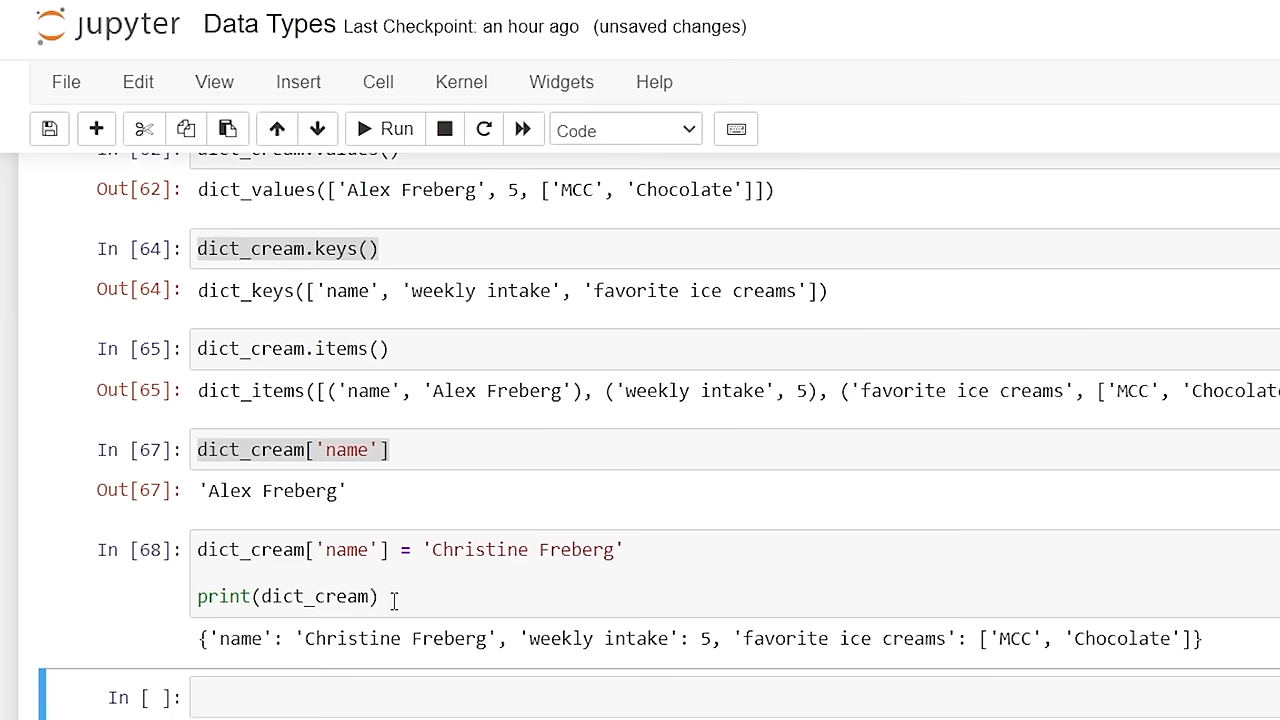 jupyter Data Types Last Checkpoint: an hour ago (unsaved changes)
File Edit View Insert Cell Kernel Widgets Help
Run Code
In [62]: dict_cream.values()
Out[62]: dict_values(['Alex Freberg', 5, ['MCC', 'Chocolate']])
In [64]: dict_cream.keys()
Out[64]: dict_keys(['name', 'weekly intake', 'favorite ice creams'])
In [65]: dict_cream.items()
Out[65]: dict_items([('name', 'Alex Freberg'), ('weekly intake', 5), ('favorite ice creams', ['MCC', 'Chocolat
In [67]: dict_cream['name']
Out[67]: 'Alex Freberg'
In [68]: dict_cream['name'] = 'Christine Freberg'
print(dict_cream)
{'name': 'Christine Freberg', 'weekly intake': 5, 'favorite ice creams': ['MCC', 'Chocolate']}
In [ ]: